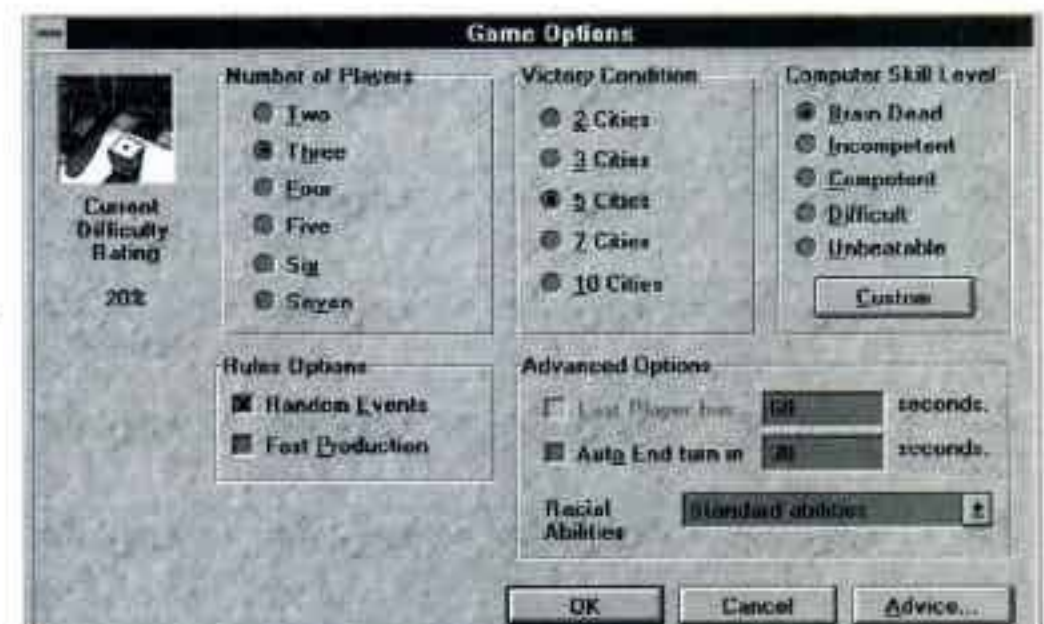 Game Options
Current
Difficulty
Rating
20%
Number of Players
Two
Three
Four
Five
Six
Seven
Victory Condition
2 Cities
3 Cities
5 Cities
7 Cities
10 Cities
Computer Skill Level
Brain Dead
Incompetent
Competent
Difficult
Unbeatable
Custom
Rules Options
Random Events
Fast Production
Advanced Options
Last Player has seconds.
Auto End turn in seconds.
Racial
Abilities
Standard abilities
OK
Cancel
Advice...